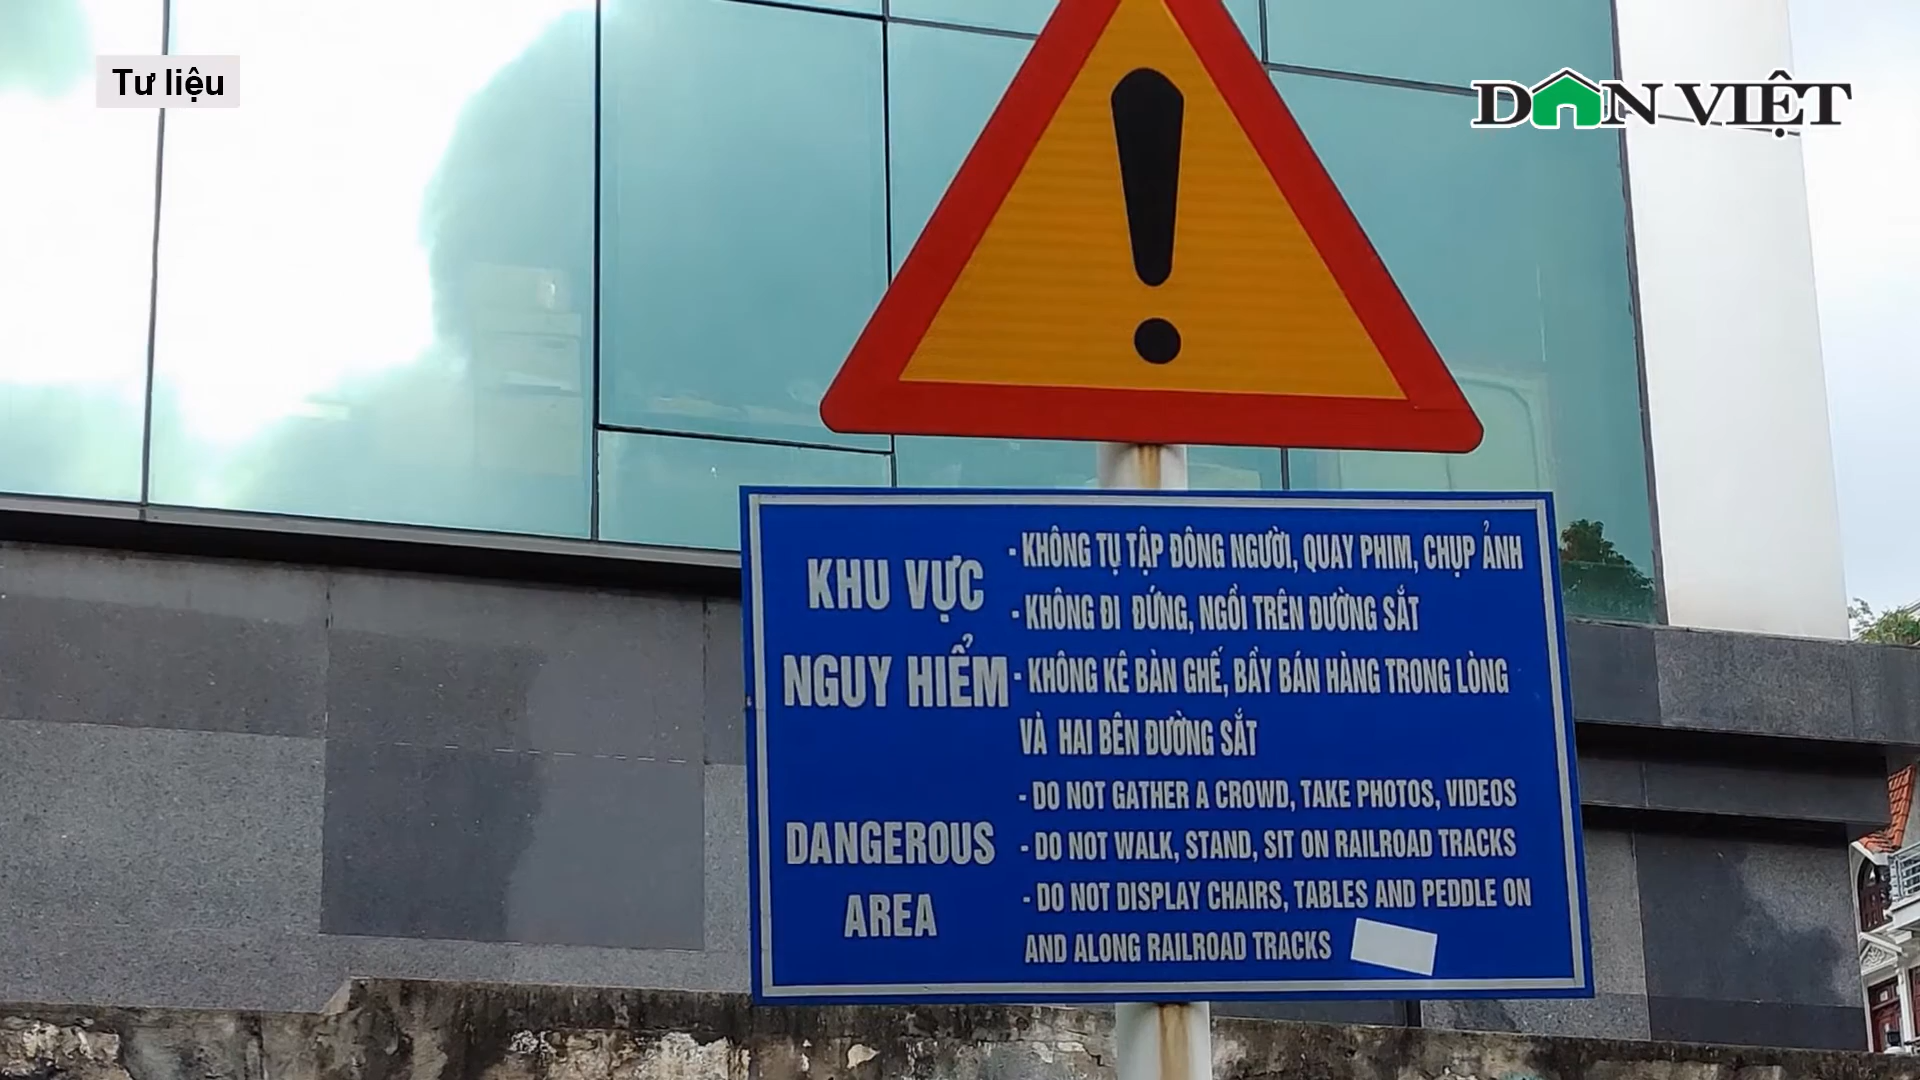 Tư liệu
DÂN VIỆT
KHU VỰC
NGUY HIỂM
- KHÔNG TỤ TẬP ĐÔNG NGƯỜI, QUAY PHIM, CHỤP ẢNH
- KHÔNG ĐI ĐỨNG, NGỒI TRÊN ĐƯỜNG SẮT
- KHÔNG KÊ BÀN GHẾ, BẦY BÁN HÀNG TRONG LÒNG
VÀ HAI BÊN ĐƯỜNG SẮT
DANGEROUS
AREA
- DO NOT GATHER A CROWD, TAKE PHOTOS, VIDEOS
- DO NOT WALK, STAND, SIT ON RAILROAD TRACKS
- DO NOT DISPLAY CHAIRS, TABLES AND PEDDLE ON
AND ALONG RAILROAD TRACKS